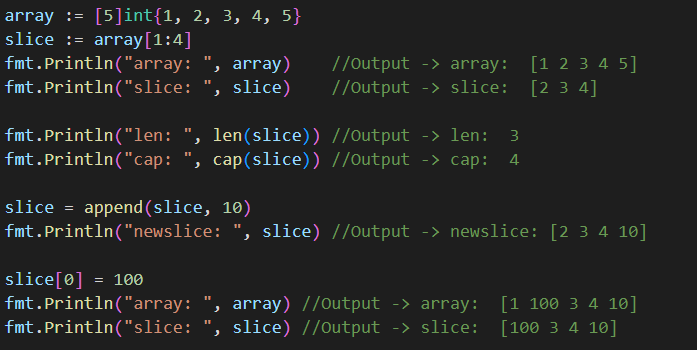 array := [5]int{1, 2, 3, 4, 5}
slice := array[1:4]
fmt.Println("array: ", array)    //Output -> array:  [1 2 3 4 5]
fmt.Println("slice: ", slice)    //Output -> slice:  [2 3 4]

fmt.Println("len: ", len(slice)) //Output -> len:  3
fmt.Println("cap: ", cap(slice)) //Output -> cap:  4

slice = append(slice, 10)
fmt.Println("newslice: ", slice) //Output -> newslice: [2 3 4 10]

slice[0] = 100
fmt.Println("array: ", array) //Output -> array:  [1 100 3 4 10]
fmt.Println("slice: ", slice) //Output -> slice:  [100 3 4 10]